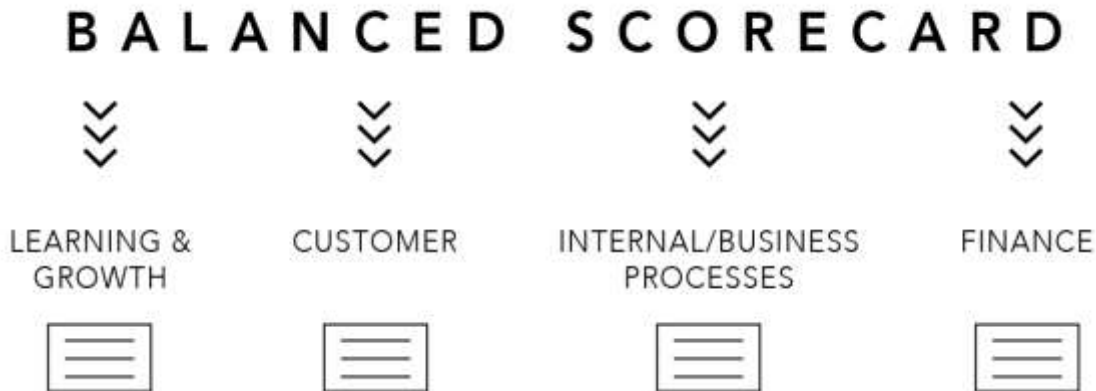 BALANCED SCORECARD
LEARNING &
GROWTH
CUSTOMER
INTERNAL/BUSINESS
PROCESSES
FINANCE